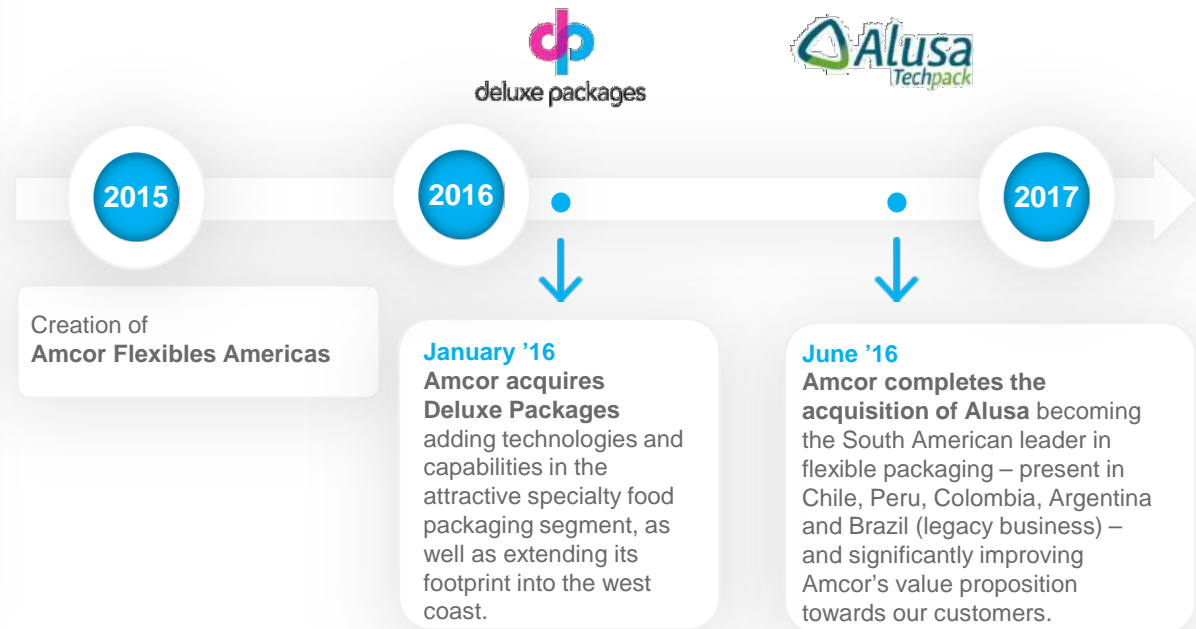 deluxe packages
Alusa
Techpack
2015
2016
2017
Creation of
Amcor Flexibles Americas
January ’16
Amcor acquires
Deluxe Packages
adding technologies and
capabilities in the
attractive specialty food
packaging segment, as
well as extending its
footprint into the west
coast.
June ’16
Amcor completes the
acquisition of Alusa becoming
the South American leader in
flexible packaging – present in
Chile, Peru, Colombia, Argentina
and Brazil (legacy business) –
and significantly improving
Amcor’s value proposition
towards our customers.